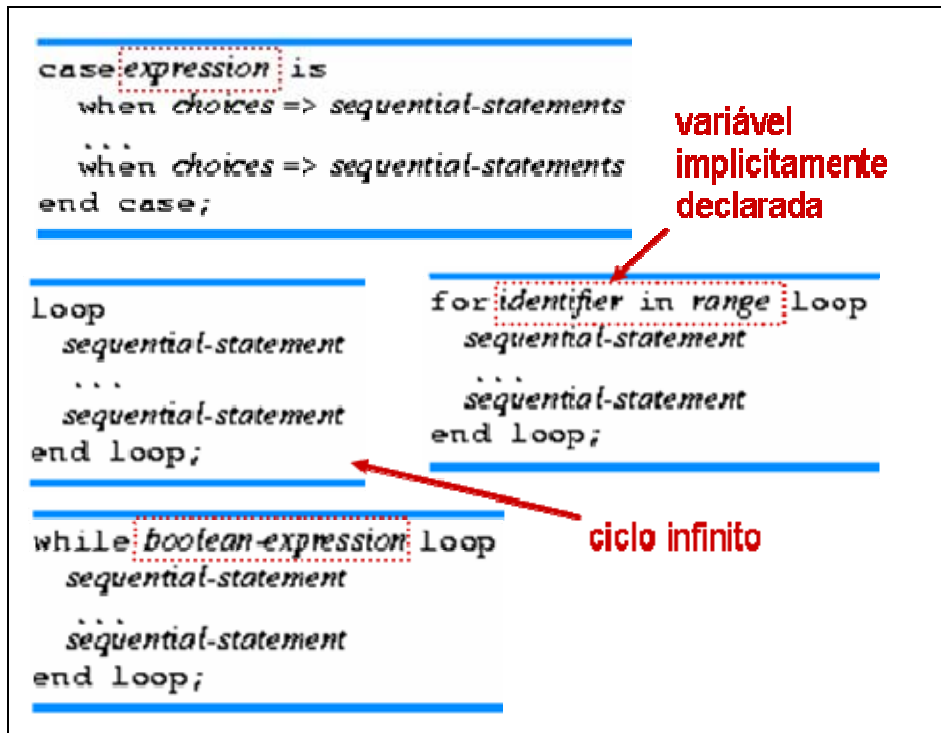 case expression is
when choices => sequential-statements
...
when choices => sequential-statements
end case;
variável
implicitamente
declarada
loop
sequential-statement
...
sequential-statement
end loop;
for identifier in range loop
sequential-statement
...
sequential-statement
end loop;
ciclo infinito
while boolean-expression loop
sequential-statement
...
sequential-statement
end loop;